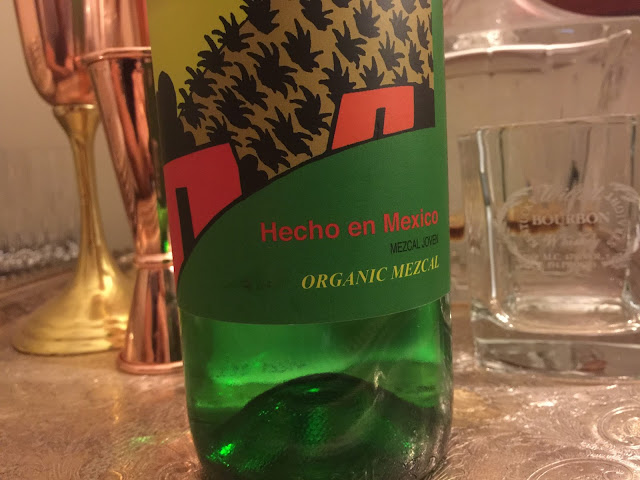 Hecho en Mexico
MEZCAL JOVEN
ORGANIC MEZCAL
BOURBON